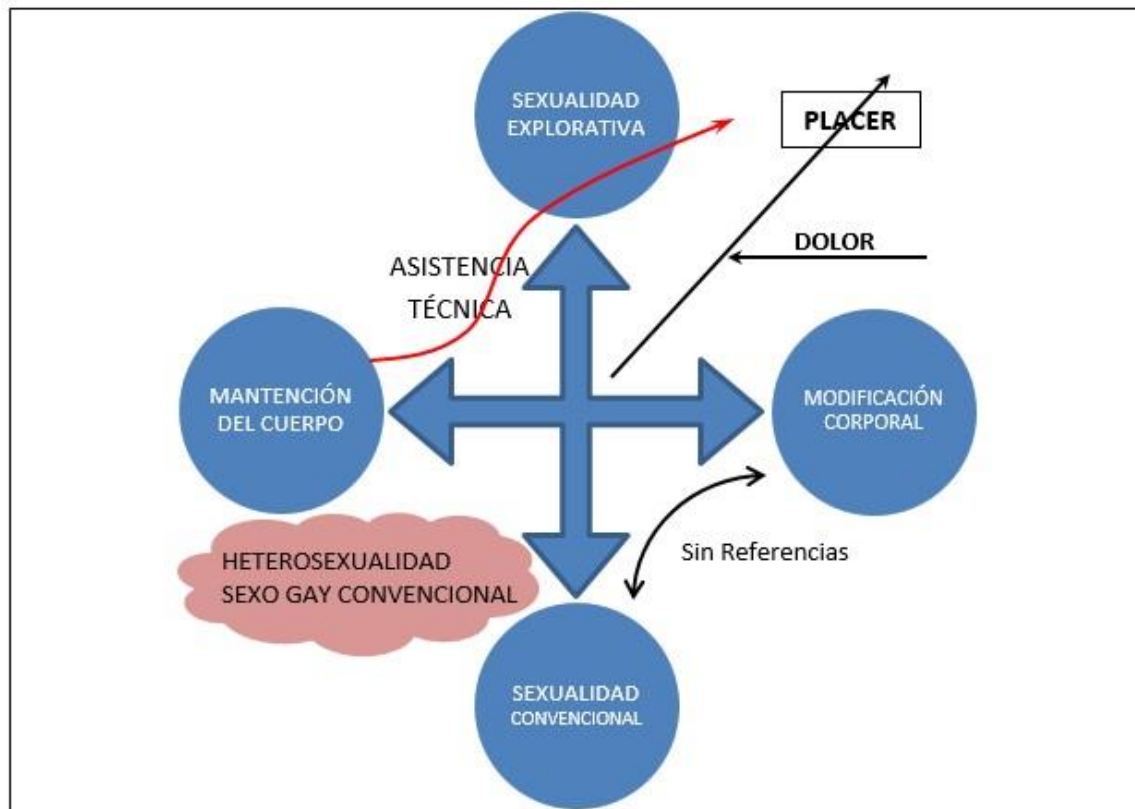 SEXUALIDAD
EXPLORATIVA
PLACER
DOLOR
ASISTENCIA
TÉCNICA
MANTENCIÓN
DEL CUERPO
MODIFICACIÓN
CORPORAL
HETEROSEXUALIDAD
SEXO GAY CONVENCIONAL
Sin Referencias
SEXUALIDAD
CONVENCIONAL